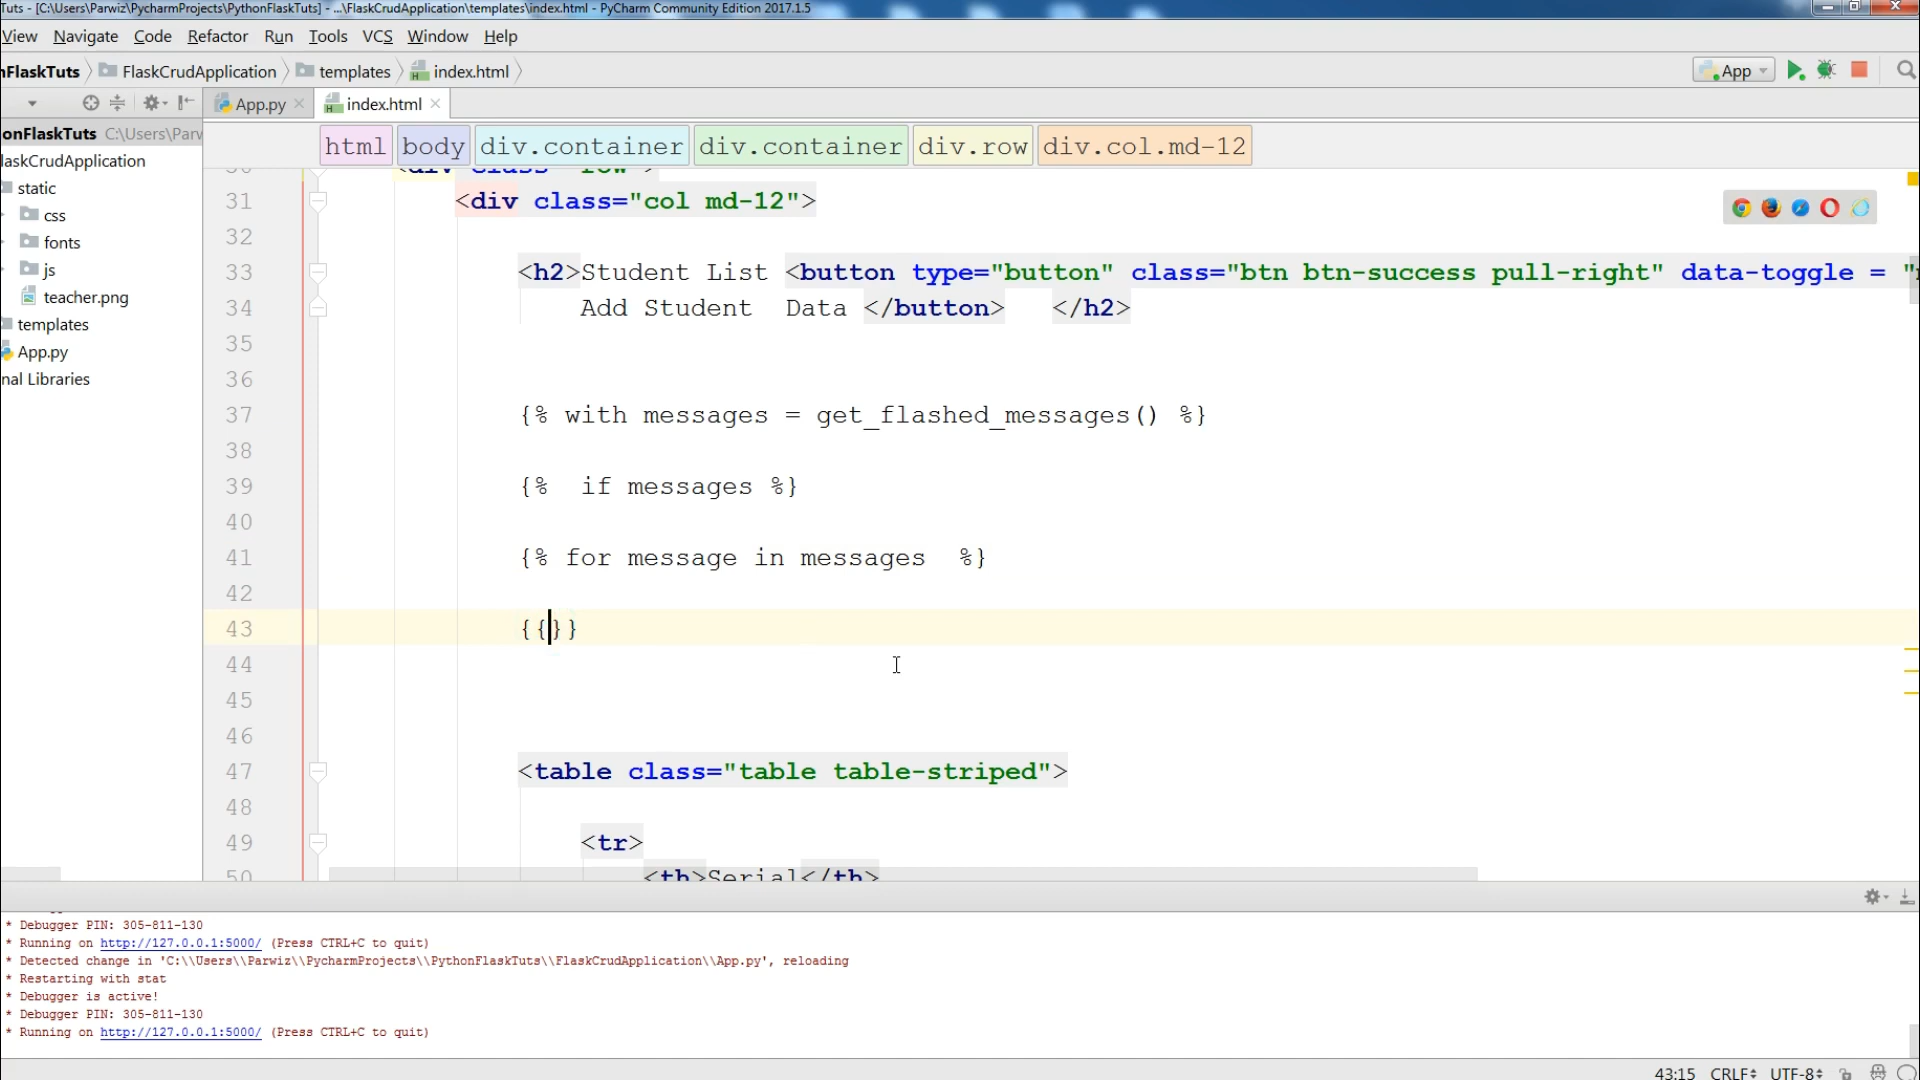 Tuts - [C:\Users\Parwiz\PycharmProjects\PythonFlaskTuts] - ...\FlaskCrudApplication\templates\index.html - PyCharm Community Edition 2017.1.5
View Navigate Code Refactor Run Tools VCS Window Help
nFlaskTuts FlaskCrudApplication templates index.html App
App.py index.html
onFlaskTuts C:\Users\Parw
html body div.container div.container div.row div.col.md-12
laskCrudApplication
static
css
fonts
js
teacher.png
templates
App.py
nal Libraries
30 <div class="row">
31 <div class="col md-12">
32
33 <h2>Student List <button type="button" class="btn btn-success pull-right" data-toggle = "
34 Add Student Data </button> </h2>
35
36
37 {% with messages = get_flashed_messages() %}
38
39 {% if messages %}
40
41 {% for message in messages %}
42
43 {{}}
44
45
46
47 <table class="table table-striped">
48
49 <tr>
50 <th>Serial</th>
* Debugger PIN: 305-811-130
* Running on http://127.0.0.1:5000/ (Press CTRL+C to quit)
* Detected change in 'C:\\Users\\Parwiz\\PycharmProjects\\PythonFlaskTuts\\FlaskCrudApplication\\App.py', reloading
* Restarting with stat
* Debugger is active!
* Debugger PIN: 305-811-130
* Running on http://127.0.0.1:5000/ (Press CTRL+C to quit)
43:15 CRLF UTF-8